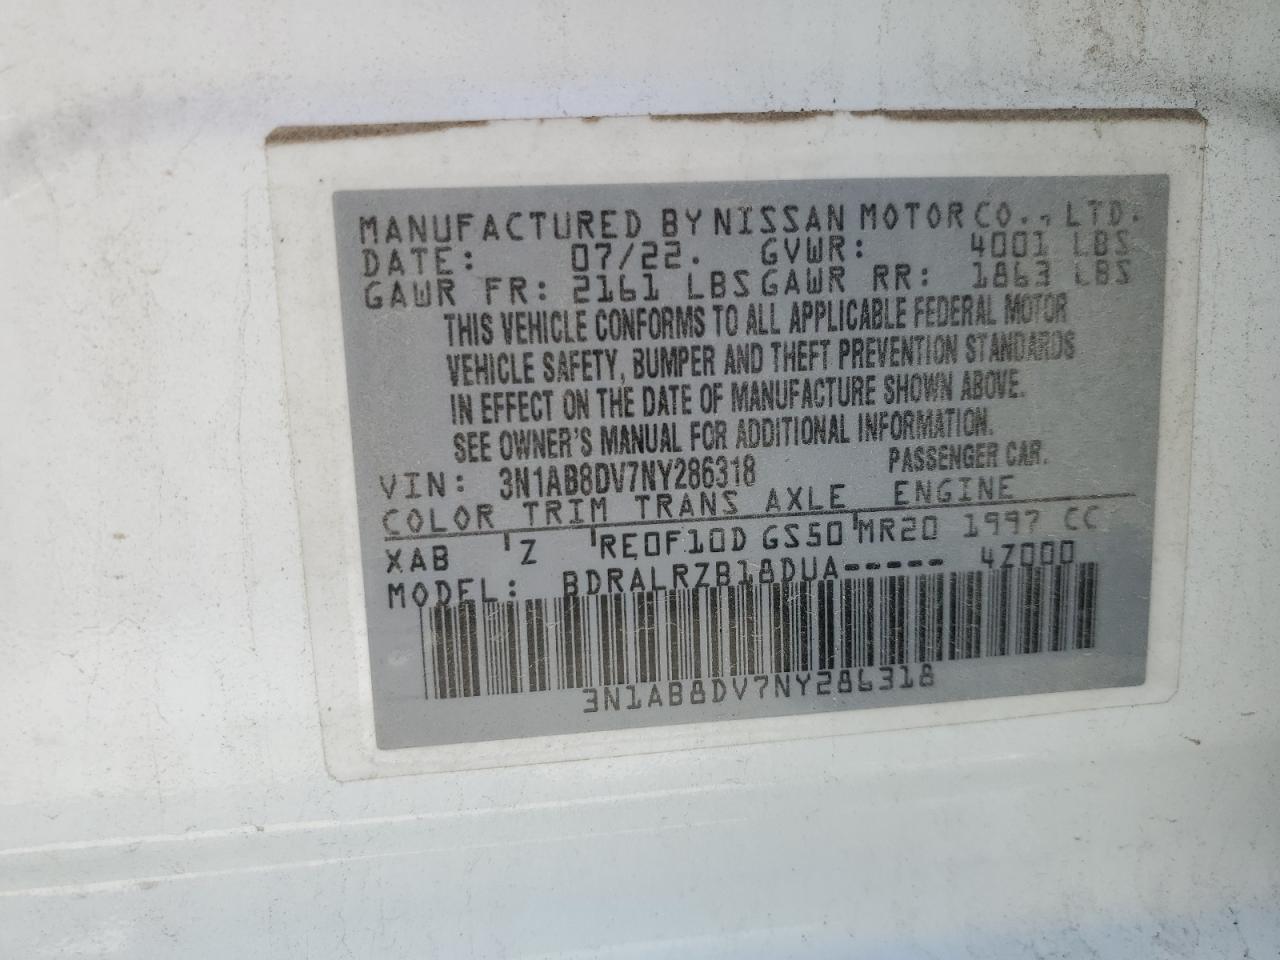 MANUFACTURED BY NISSAN MOTOR CO., LTD.
DATE: 07/22. GVWR: 4001 LBS
GAWR FR: 2161 LBS GAWR RR: 1863 LBS
THIS VEHICLE CONFORMS TO ALL APPLICABLE FEDERAL MOTOR
VEHICLE SAFETY, BUMPER AND THEFT PREVENTION STANDARDS
IN EFFECT ON THE DATE OF MANUFACTURE SHOWN ABOVE.
SEE OWNER'S MANUAL FOR ADDITIONAL INFORMATION.
VIN: 3N1AB8DV7NY286318 PASSENGER CAR.
COLOR TRIM TRANS AXLE ENGINE
XAB Z RE0F10D GS50 MR20 1997 CC
MODEL: BDRALRZB18DUA----- 4Z000
3N1AB8DV7NY286318